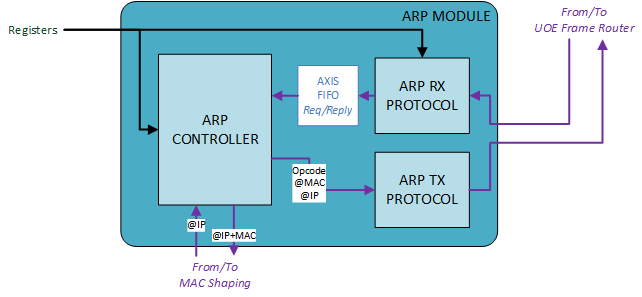 ARP MODULE
From/To
UOE Frame Router
Registers
AXIS
FIFO
Req/Reply
ARP RX
PROTOCOL
ARP
CONTROLLER
Opcode
@MAC
@IP
ARP TX
PROTOCOL
@IP
@IP+MAC
From/To
MAC Shaping